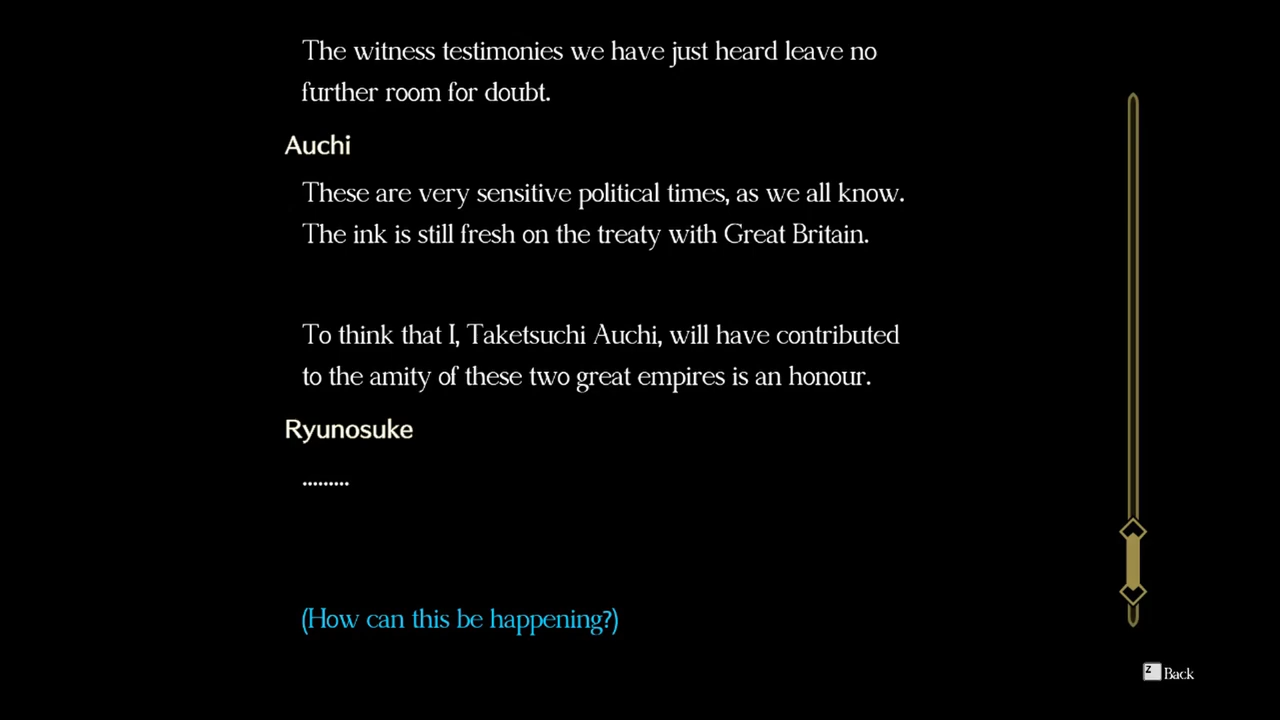 The witness testimonies we have just heard leave no
further room for doubt.
Auchi
These are very sensitive political times, as we all know.
The ink is still fresh on the treaty with Great Britain.
To think that I, Taketsuchi Auchi, will have contributed
to the amity of these two great empires is an honour.
Ryunosuke
.........
(How can this be happening?)
Z Back